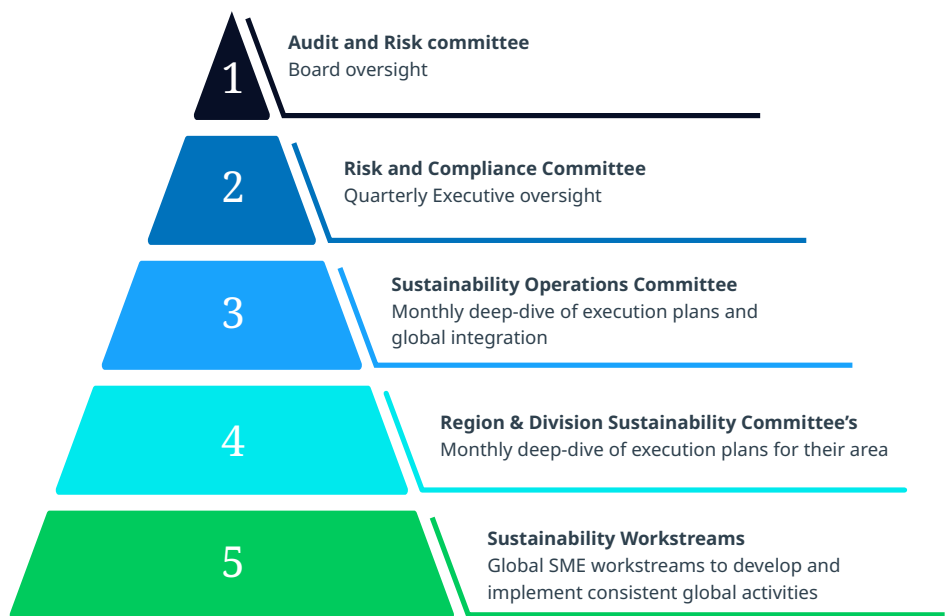 1
Audit and Risk committee
Board oversight
2
Risk and Compliance Committee
Quarterly Executive oversight
3
Sustainability Operations Committee
Monthly deep-dive of execution plans and
global integration
4
Region & Division Sustainability Committee’s
Monthly deep-dive of execution plans for their area
5
Sustainability Workstreams
Global SME workstreams to develop and
implement consistent global activities